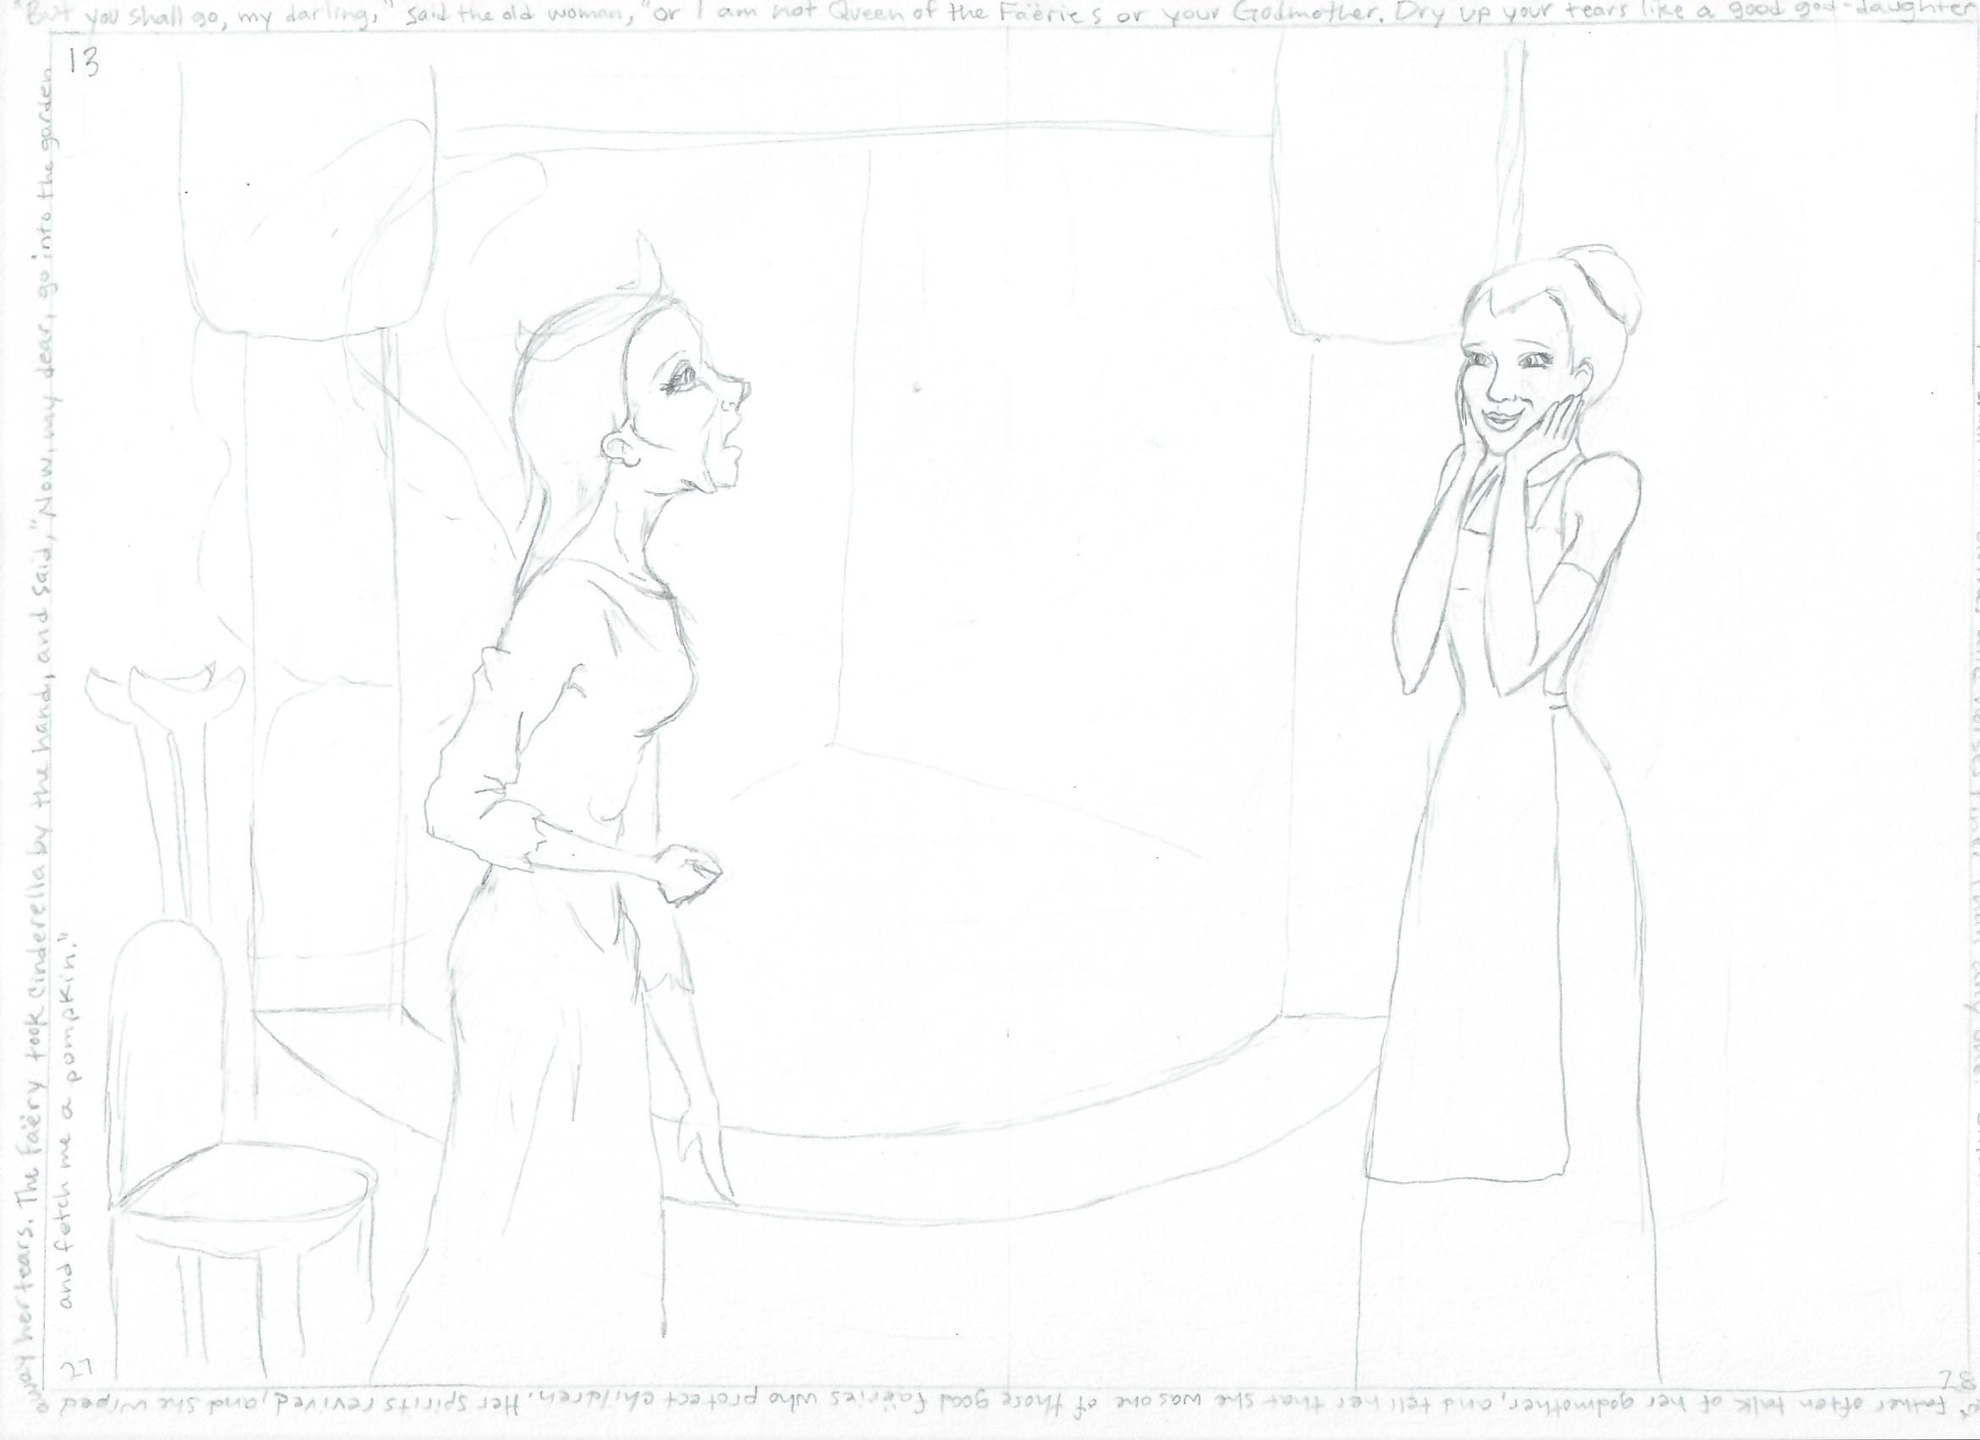 "But you shall go, my darling," said the old woman, "or I am not Queen of the Faëries or your Godmother. Dry up your tears like a good god-daughter
13
father often talk of her godmother, and tell her that she was one of those good faëries who protect children. Her spirits revived, and she wiped
away her tears. The Faëry took Cinderella by the hand, and said, "Now, my dear, go into the garden
and fetch me a pompkin."
27